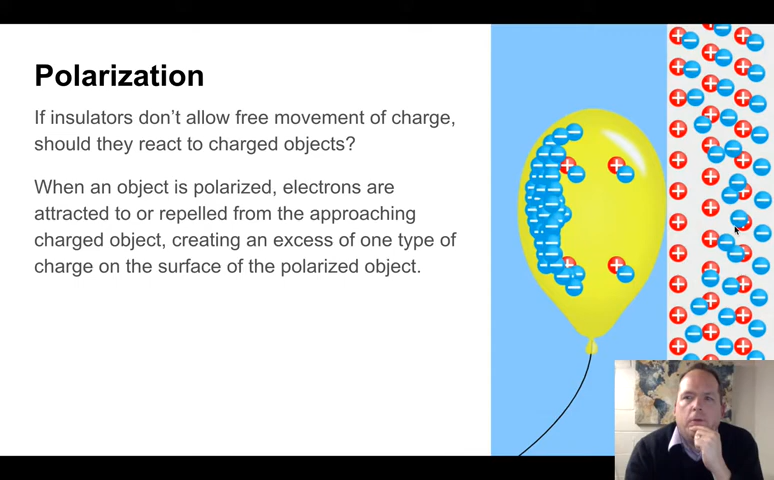 Polarization
If insulators don’t allow free movement of charge,
should they react to charged objects?
When an object is polarized, electrons are
attracted to or repelled from the approaching
charged object, creating an excess of one type of
charge on the surface of the polarized object.